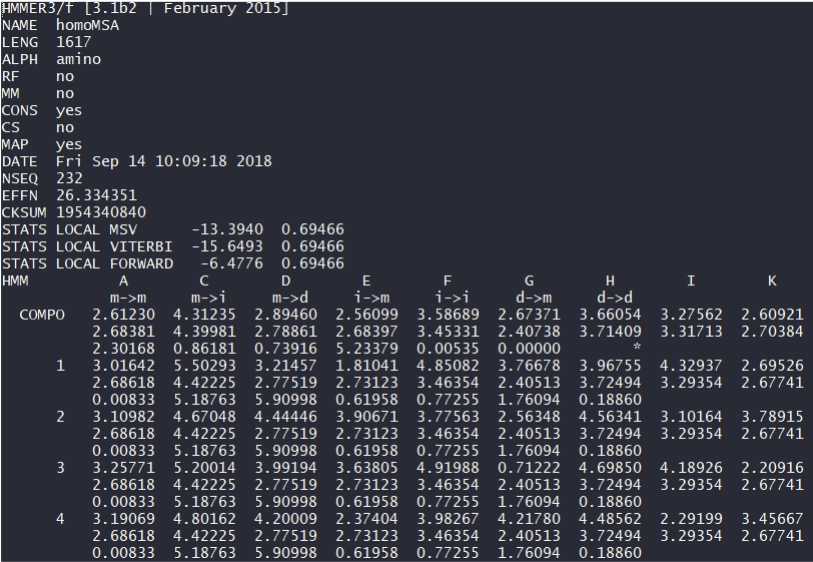 HMMER3/f [3.1b2 | February 2015]
NAME  homoMSA
LENG  1617
ALPH  amino
RF    no
MM    no
CONS  yes
CS    no
MAP   yes
DATE  Fri Sep 14 10:09:18 2018
NSEQ  232
EFFN  26.334351
CKSUM 1954340840
STATS LOCAL MSV      -13.3940  0.69466
STATS LOCAL VITERBI  -15.6493  0.69466
STATS LOCAL FORWARD   -6.4776  0.69466
HMM          A        C        D        E        F        G        H        I        K
            m->m     m->i     m->d     i->m     i->i     d->m     d->d
  COMPO   2.61230  4.31235  2.89460  2.56099  3.58689  2.67371  3.66054  3.27562  2.60921
          2.68381  4.39981  2.78861  2.68397  3.45331  2.40738  3.71409  3.31713  2.70384
          2.30168  0.86181  0.73916  5.23379  0.00535  0.00000        *
      1   3.01642  5.50293  3.21457  1.81041  4.85082  3.76678  3.96755  4.32937  2.69526
          2.68618  4.42225  2.77519  2.73123  3.46354  2.40513  3.72494  3.29354  2.67741
          0.00833  5.18763  5.90998  0.61958  0.77255  1.76094  0.18860
      2   3.10982  4.67048  4.44446  3.90671  3.77563  2.56348  4.56341  3.10164  3.78915
          2.68618  4.42225  2.77519  2.73123  3.46354  2.40513  3.72494  3.29354  2.67741
          0.00833  5.18763  5.90998  0.61958  0.77255  1.76094  0.18860
      3   3.25771  5.20014  3.99194  3.63805  4.91988  0.71222  4.69850  4.18926  2.20916
          2.68618  4.42225  2.77519  2.73123  3.46354  2.40513  3.72494  3.29354  2.67741
          0.00833  5.18763  5.90998  0.61958  0.77255  1.76094  0.18860
      4   3.19069  4.80162  4.20009  2.37404  3.98267  4.21780  4.48562  2.29199  3.45667
          2.68618  4.42225  2.77519  2.73123  3.46354  2.40513  3.72494  3.29354  2.67741
          0.00833  5.18763  5.90998  0.61958  0.77255  1.76094  0.18860